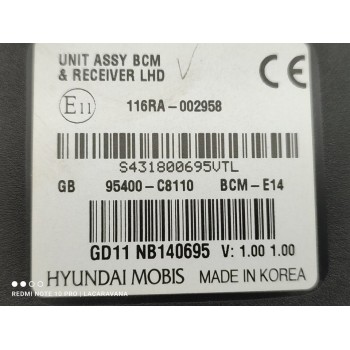 UNIT ASSY BCM
& RECEIVER LHD
CE
E11
116RA-002958
S431800695VTL
GB 95400-C8110 BCM-E14
GD11 NB140695 V: 1.00 1.00
HYUNDAI MOBIS MADE IN KOREA
REDMI NOTE 12 PRO | LACARAVANA